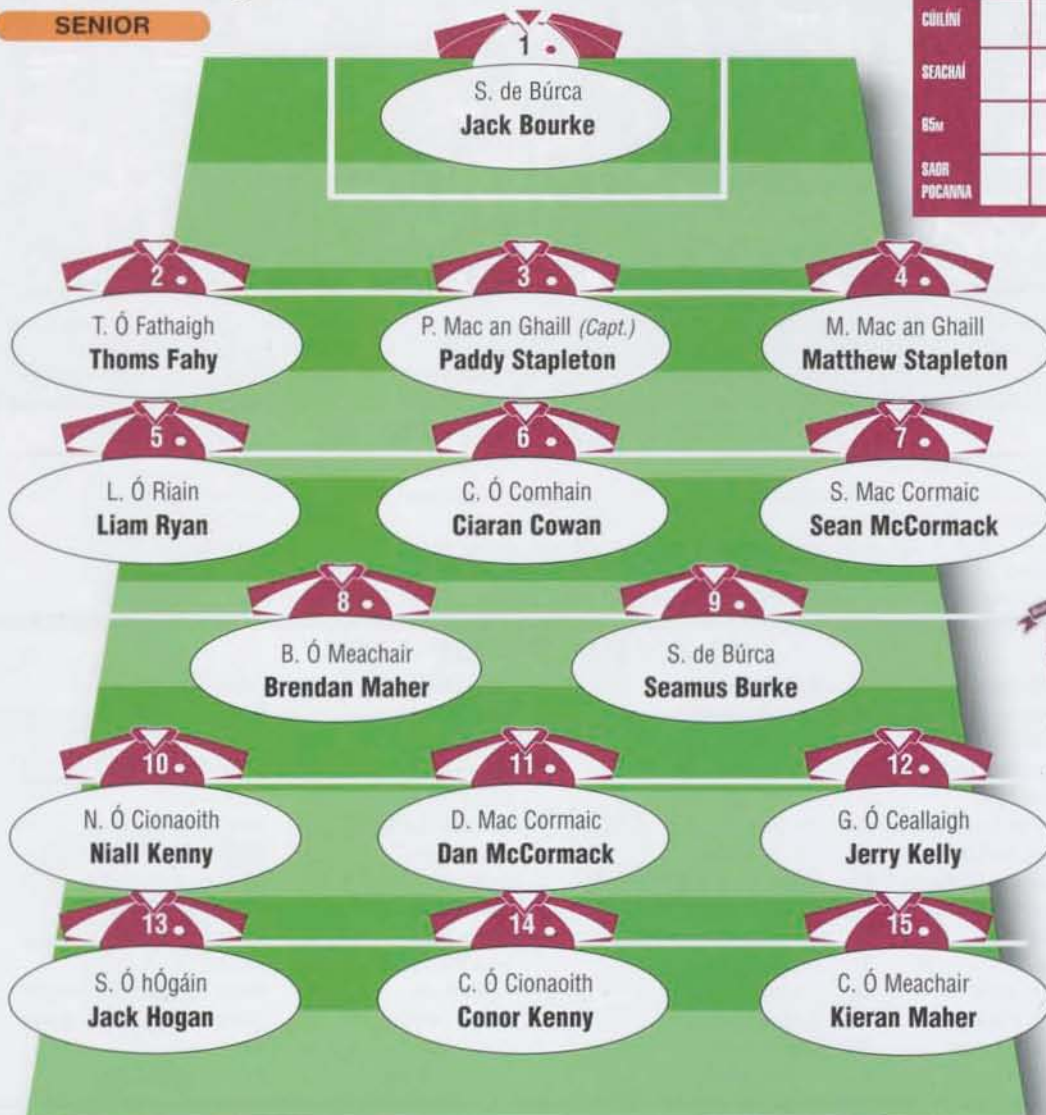 SENIOR
CÚILÍNÍ
SEACHAÍ
65M
SAOR
POCANNA
1
S. de Búrca
Jack Bourke
2
T. Ó Fathaigh
Thoms Fahy
3
P. Mac an Ghaill (Capt.)
Paddy Stapleton
4
M. Mac an Ghaill
Matthew Stapleton
5
L. Ó Riain
Liam Ryan
6
C. Ó Comhain
Ciaran Cowan
7
S. Mac Cormaic
Sean McCormack
8
B. Ó Meachair
Brendan Maher
9
S. de Búrca
Seamus Burke
10
N. Ó Cionaoith
Niall Kenny
11
D. Mac Cormaic
Dan McCormack
12
G. Ó Ceallaigh
Jerry Kelly
13
S. Ó hÓgáin
Jack Hogan
14
C. Ó Cionaoith
Conor Kenny
15
C. Ó Meachair
Kieran Maher